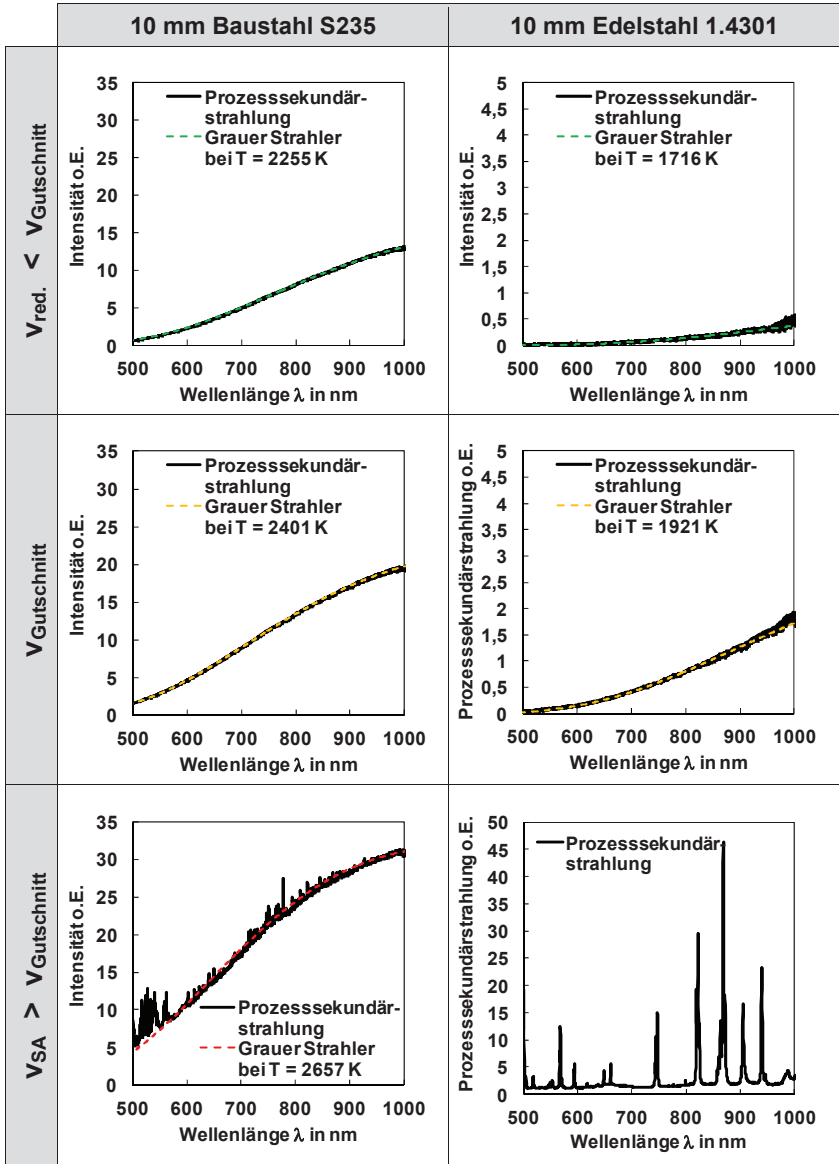 10 mm Baustahl S235
10 mm Edelstahl 1.4301
vred. < vGutschnitt
35
30
25
20
15
10
5
0
Intensität o.E.
Prozesssekundär-
strahlung
Grauer Strahler
bei T = 2255 K
500 600 700 800 900 1000
Wellenlänge λ in nm
5
4,5
4
3,5
3
2,5
2
1,5
1
0,5
0
Intensität o.E.
Prozesssekundär-
strahlung
Grauer Strahler
bei T = 1716 K
500 600 700 800 900 1000
Wellenlänge λ in nm
vGutschnitt
35
30
25
20
15
10
5
0
Intensität o.E.
Prozesssekundär-
strahlung
Grauer Strahler
bei T = 2401 K
500 600 700 800 900 1000
Wellenlänge λ in nm
5
4,5
4
3,5
3
2,5
2
1,5
1
0,5
0
Prozesssekundärstrahlung o.E.
Prozesssekundär-
strahlung
Grauer Strahler
bei T = 1921 K
500 600 700 800 900 1000
Wellenlänge λ in nm
vSA > vGutschnitt
35
30
25
20
15
10
5
0
Intensität o.E.
Prozesssekundär-
strahlung
Grauer Strahler
bei T = 2657 K
500 600 700 800 900 1000
Wellenlänge λ in nm
50
45
40
35
30
25
20
15
10
5
0
Prozesssekundärstrahlung o.E.
Prozesssekundär-
strahlung
500 600 700 800 900 1000
Wellenlänge λ in nm